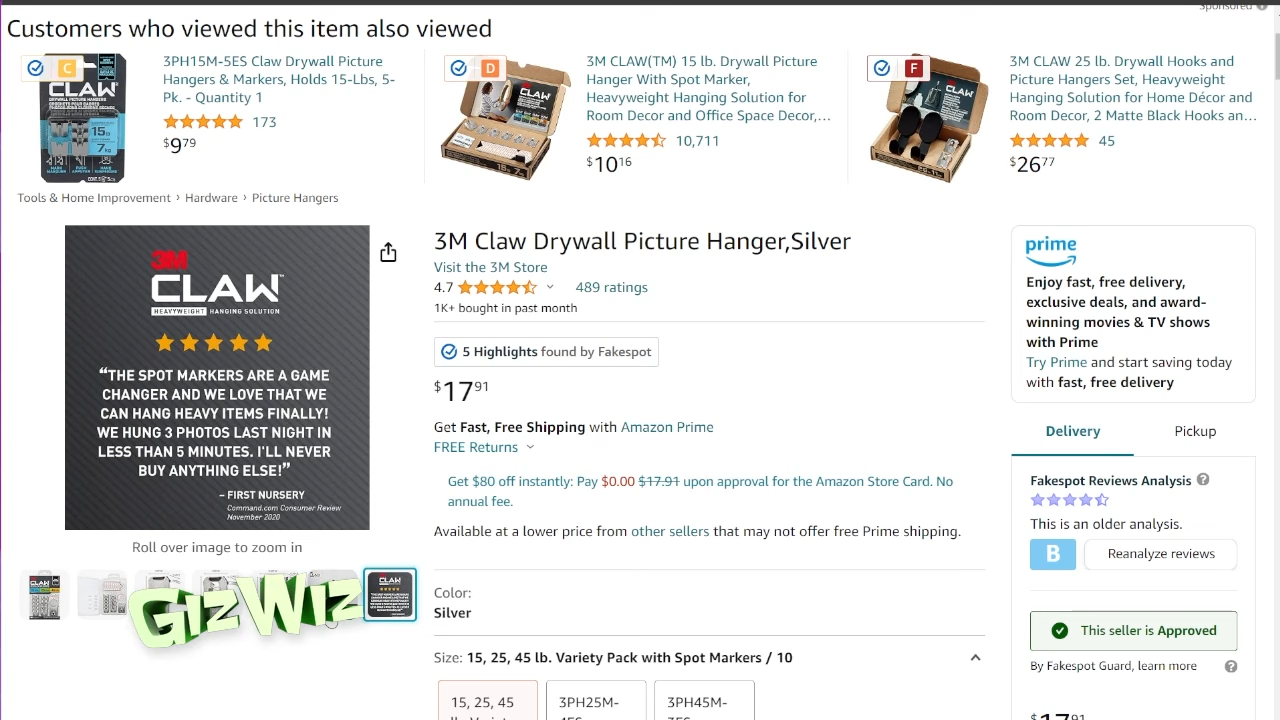 Sponsored
Customers who viewed this item also viewed
C
CLAW
15 lb
7 kg
3PH15M-5ES Claw Drywall Picture
Hangers & Markers, Holds 15-Lbs, 5-
Pk. - Quantity 1
173
$9 79
D
CLAW
3M CLAW(TM) 15 lb. Drywall Picture
Hanger With Spot Marker,
Heavyweight Hanging Solution for
Room Decor and Office Space Decor,…
10,711
$10 16
F
CLAW
3M CLAW 25 lb. Drywall Hooks and
Picture Hangers Set, Heavyweight
Hanging Solution for Home Décor and
Room Decor, 2 Matte Black Hooks an…
45
$26 77
Tools & Home Improvement › Hardware › Picture Hangers
3M
CLAW™
HEAVYWEIGHT HANGING SOLUTION
“THE SPOT MARKERS ARE A GAME
CHANGER AND WE LOVE THAT WE
CAN HANG HEAVY ITEMS FINALLY!
WE HUNG 3 PHOTOS LAST NIGHT IN
LESS THAN 5 MINUTES. I'LL NEVER
BUY ANYTHING ELSE!”
– FIRST NURSERY
Command.com Consumer Review
November 2020
Roll over image to zoom in
CLAW
GizWiz
CLAW
3M Claw Drywall Picture Hanger,Silver
Visit the 3M Store
4.7 489 ratings
1K+ bought in past month
5 Highlights found by Fakespot
$17 91
Get Fast, Free Shipping with Amazon Prime
FREE Returns
Get $80 off instantly: Pay $0.00 $17.91 upon approval for the Amazon Store Card. No
annual fee.
Available at a lower price from other sellers that may not offer free Prime shipping.
Color:
Silver
Size: 15, 25, 45 lb. Variety Pack with Spot Markers / 10
15, 25, 45
3PH25M-
3PH45M-
prime
Enjoy fast, free delivery,
exclusive deals, and award-
winning movies & TV shows
with Prime
Try Prime and start saving today
with fast, free delivery
Delivery Pickup
Fakespot Reviews Analysis ?
This is an older analysis.
B Reanalyze reviews
This seller is Approved
By Fakespot Guard, learn more ?
$17 91